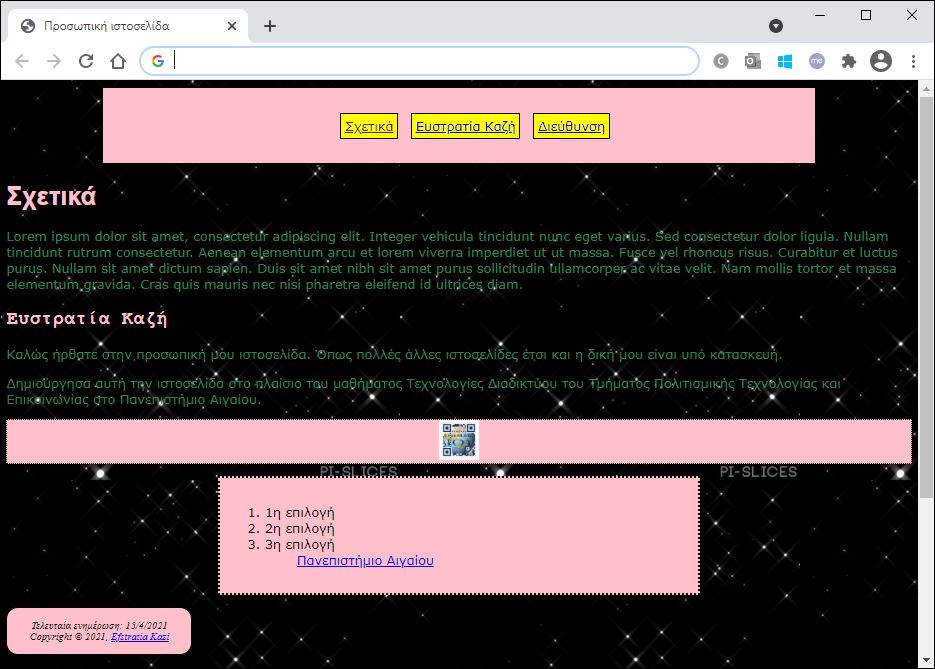 Προσωπική ιστοσελίδα
Σχετικά Ευστρατία Καζή Διεύθυνση
Σχετικά
Lorem ipsum dolor sit amet, consectetur adipiscing elit. Integer vehicula tincidunt nunc eget varius. Sed consectetur dolor ligula. Nullam
tincidunt rutrum consectetur. Aenean elementum arcu et lorem viverra imperdiet ut ut massa. Fusce vel rhoncus risus. Curabitur et luctus
purus. Nullam sit amet dictum sapien. Duis sit amet nibh sit amet purus sollicitudin ullamcorper ac vitae velit. Nam mollis tortor et massa
elementum gravida. Cras quis mauris nec nisi pharetra eleifend id ultrices diam.
Ευστρατία Καζή
Καλώς ήρθατε στην προσωπική μου ιστοσελίδα. Όπως πολλές άλλες ιστοσελίδες έτσι και η δική μου είναι υπό κατασκευή.
Δημιούργησα αυτή την ιστοσελίδα στο πλαίσιο του μαθήματος Τεχνολογίες Διαδικτύου του Τμήματος Πολιτισμικής Τεχνολογίας και
Επικοινωνίας στο Πανεπιστήμιο Αιγαίου.
PI-SLICES PI-SLICES
1. 1η επιλογή
2. 2η επιλογή
3. 3η επιλογή
Πανεπιστήμιο Αιγαίου
Τελευταία ενημέρωση: 15/4/2021
Copyright © 2021, Efstratia Kazi